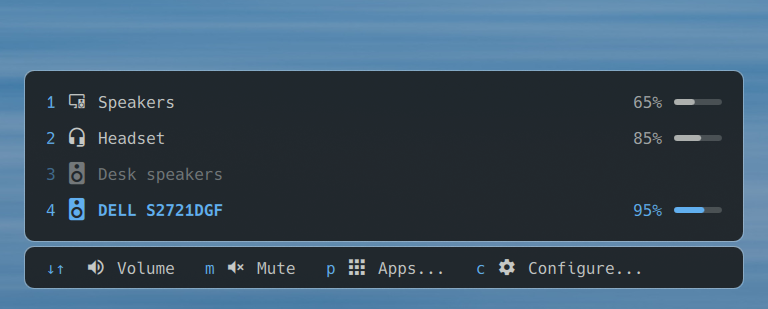 1 Speakers 65%
2 Headset 85%
3 Desk speakers
4 DELL S2721DGF 95%
↓↑ Volume m Mute p Apps... c Configure...